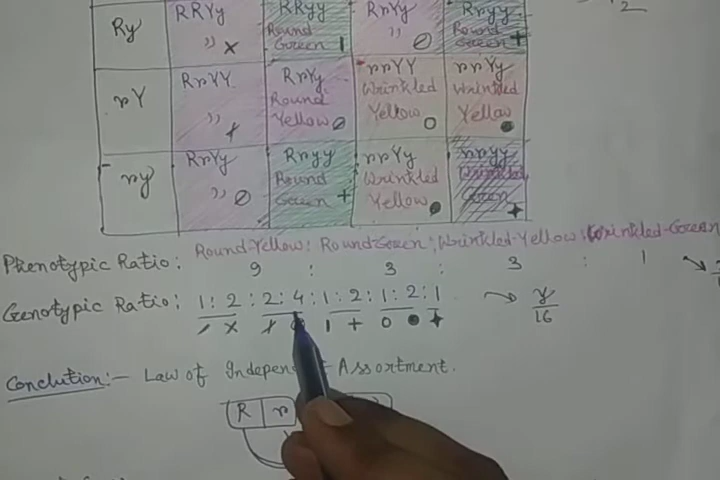 RRYy RRyy RrYy Rryy
Ry " x Round Green 1 " ⊘ Round Green +
RrYY RrYy rrYY rrYy
rY " Round Yellow ⊘ Wrinkled Yellow O Wrinkled Yellow ●
RrYy Rryy rrYy rryy
ry " ⊘ Round Green + Wrinkled Yellow ● Wrinkled Green
Phenotypic Ratio: Round-Yellow: Round Green: Wrinkled-Yellow: Wrinkled-Green
9 : 3 : 3 : 1
Genotypic Ratio: 1:2:2:4:1:2:1:2:1
16
Conclution:- Law of Assortment.
R r